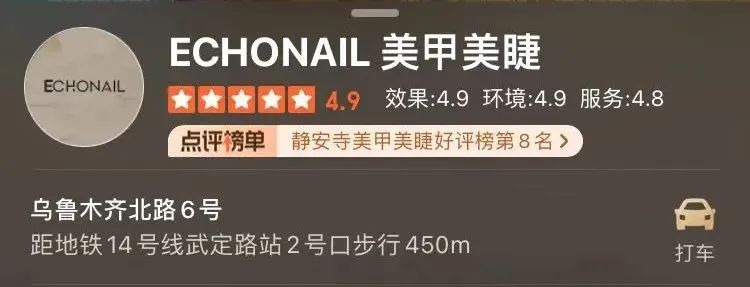 ECHONAIL 美甲美睫
ECHONAIL
4.9 效果:4.9 环境:4.9 服务:4.8
点评榜单 静安寺美甲美睫好评榜第8名 >
乌鲁木齐北路6号
距地铁14号线武定路站2号口步行450m
打车